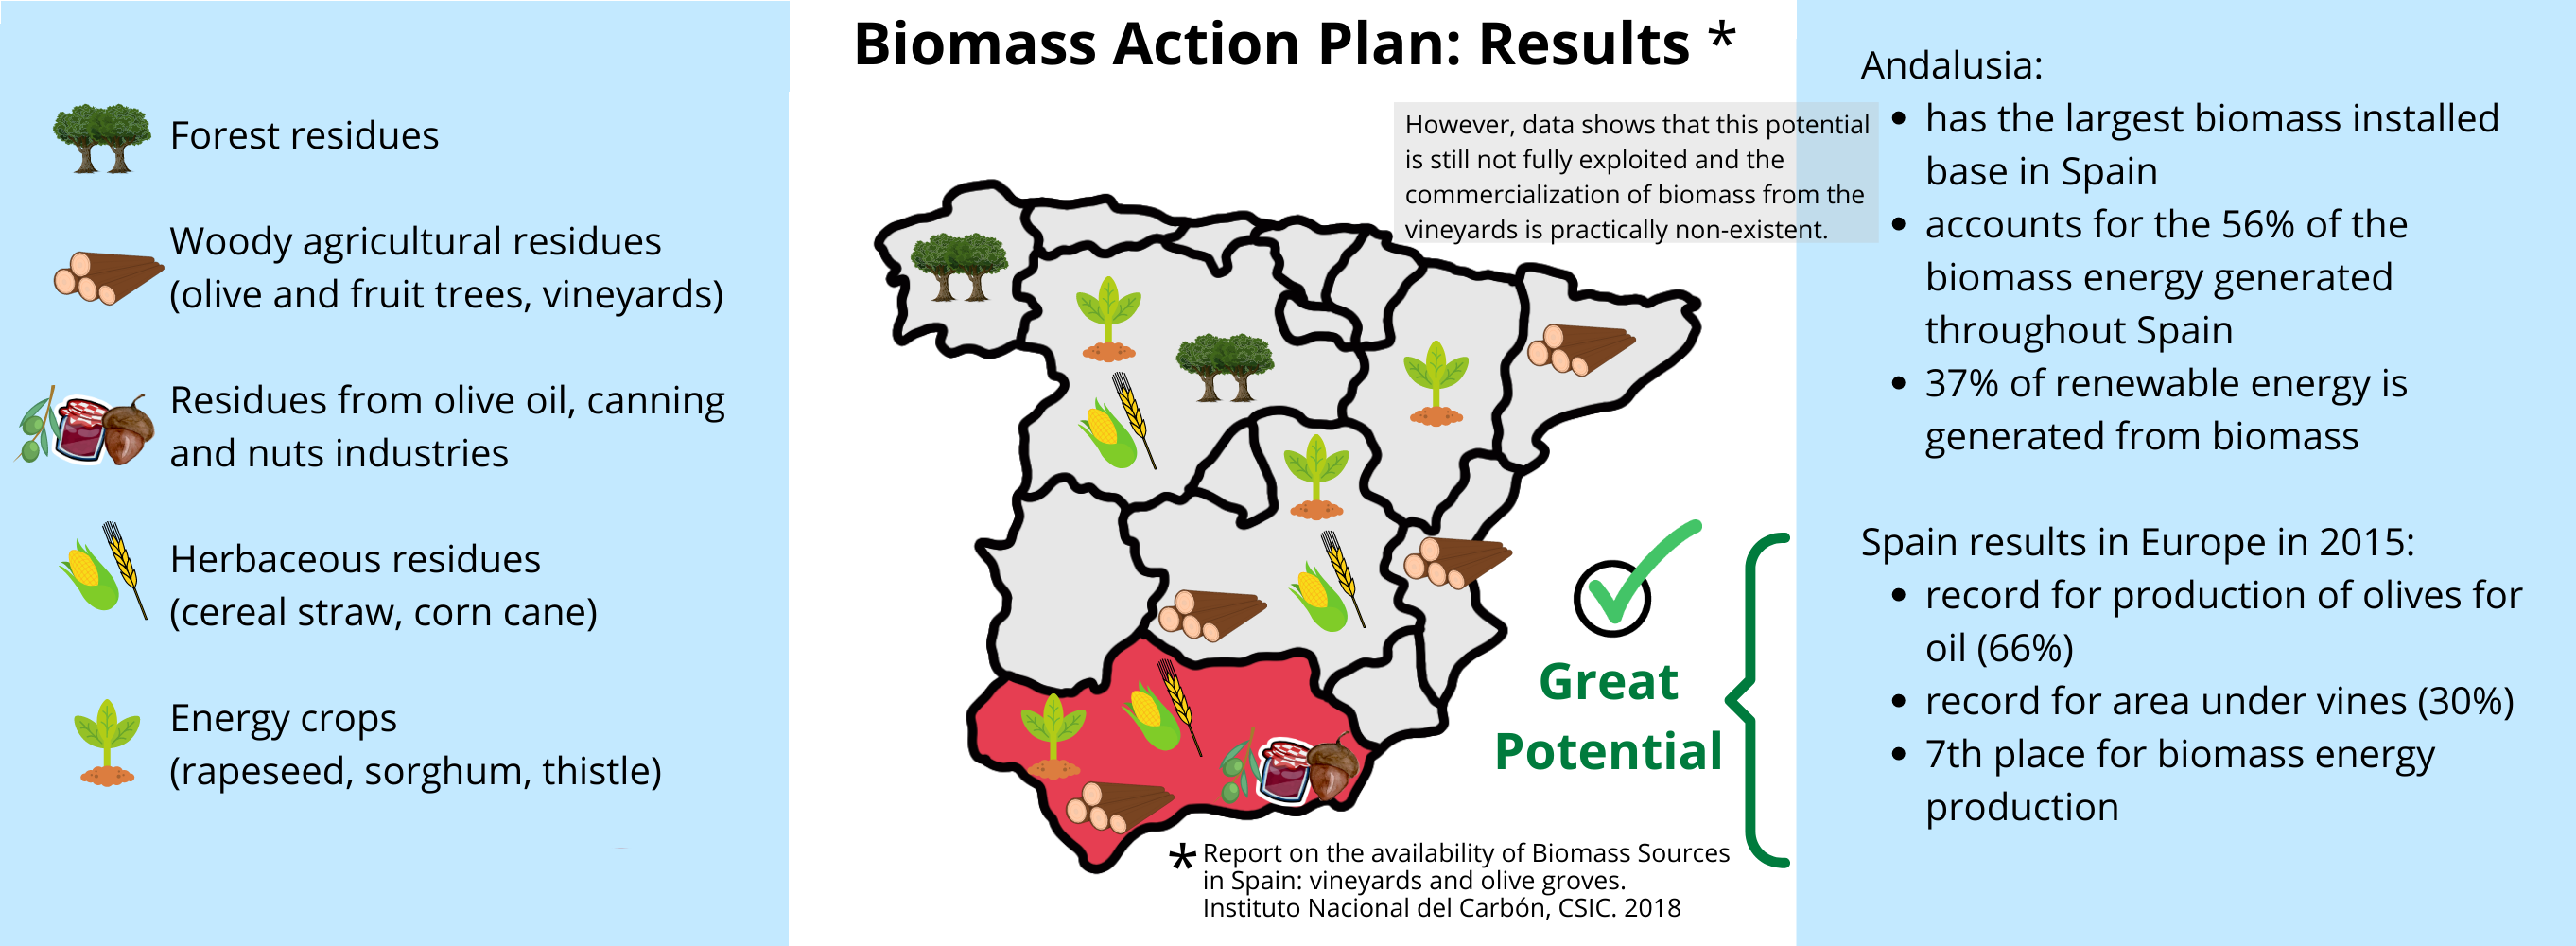 Biomass Action Plan: Results *
Forest residues
Woody agricultural residues
(olive and fruit trees, vineyards)
Residues from olive oil, canning
and nuts industries
Herbaceous residues
(cereal straw, corn cane)
Energy crops
(rapeseed, sorghum, thistle)
However, data shows that this potential
is still not fully exploited and the
commercialization of biomass from the
vineyards is practically non-existent.
Great
Potential
* Report on the availability of Biomass Sources
in Spain: vineyards and olive groves.
Instituto Nacional del Carbón, CSIC. 2018
Andalusia:
• has the largest biomass installed
base in Spain
• accounts for the 56% of the
biomass energy generated
throughout Spain
• 37% of renewable energy is
generated from biomass
Spain results in Europe in 2015:
• record for production of olives for
oil (66%)
• record for area under vines (30%)
• 7th place for biomass energy
production